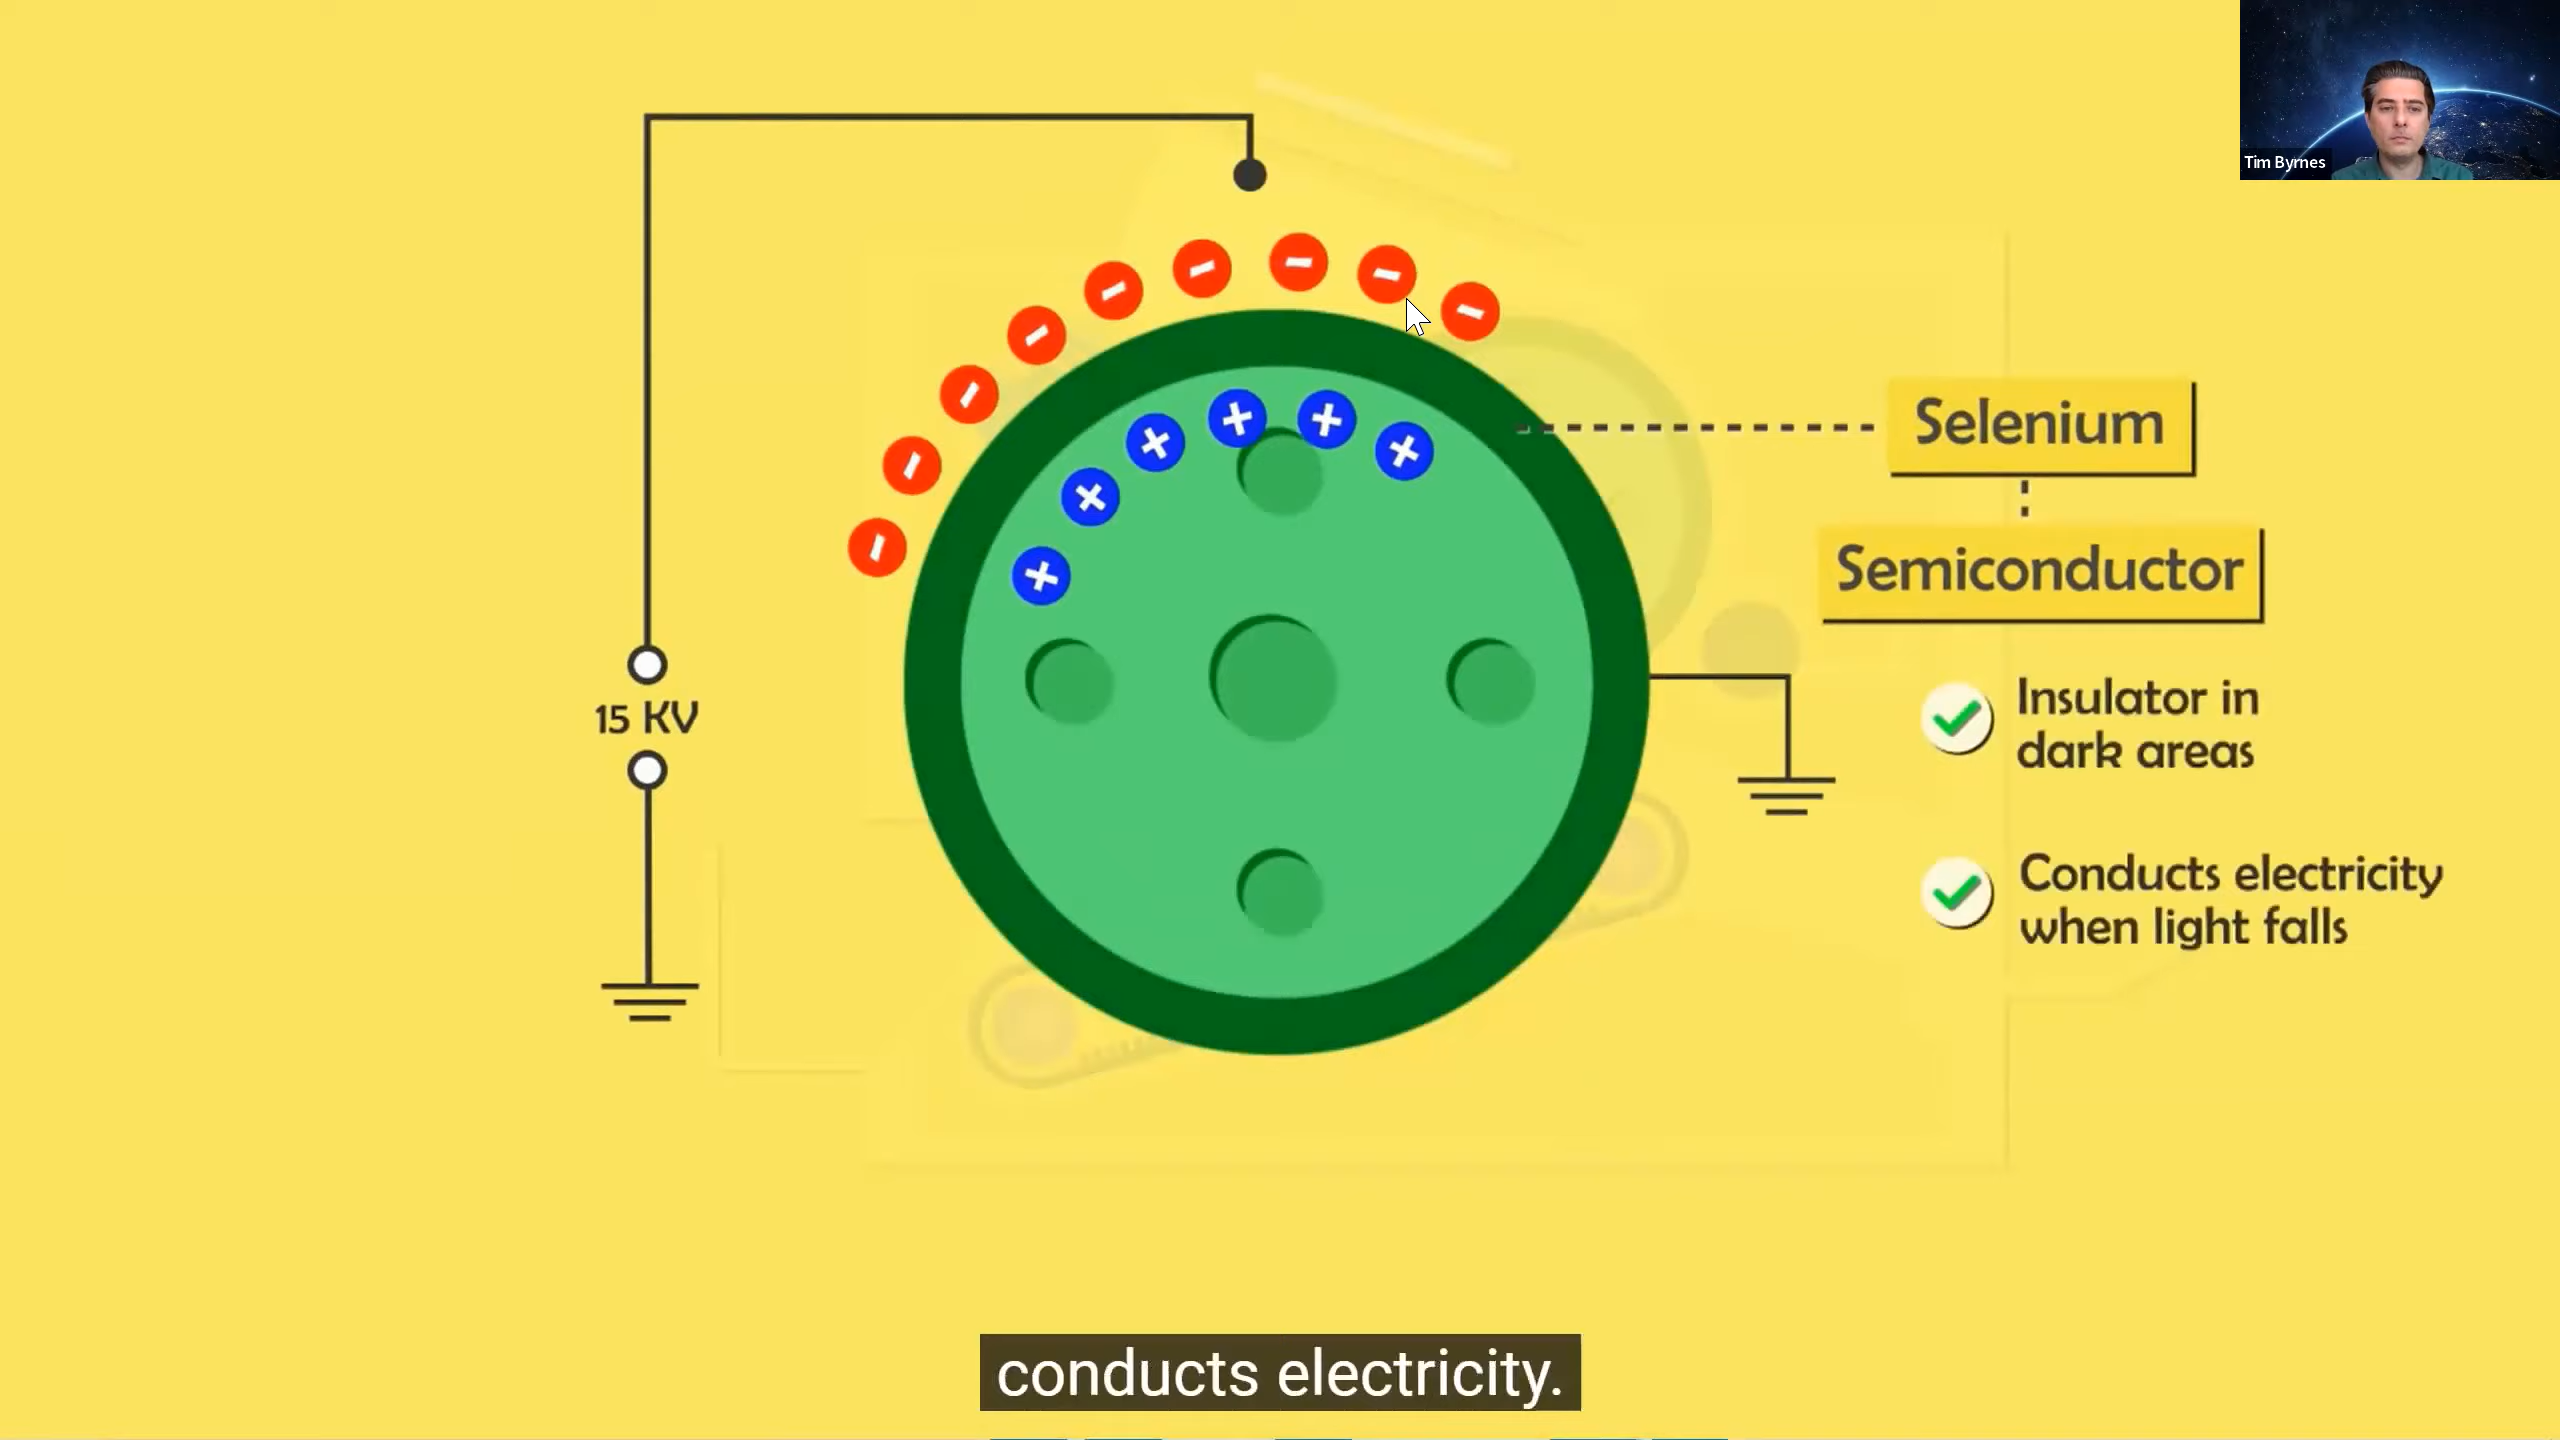 Tim Byrnes
Selenium
Semiconductor
15 KV
Insulator in
dark areas
Conducts electricity
when light falls
conducts electricity.